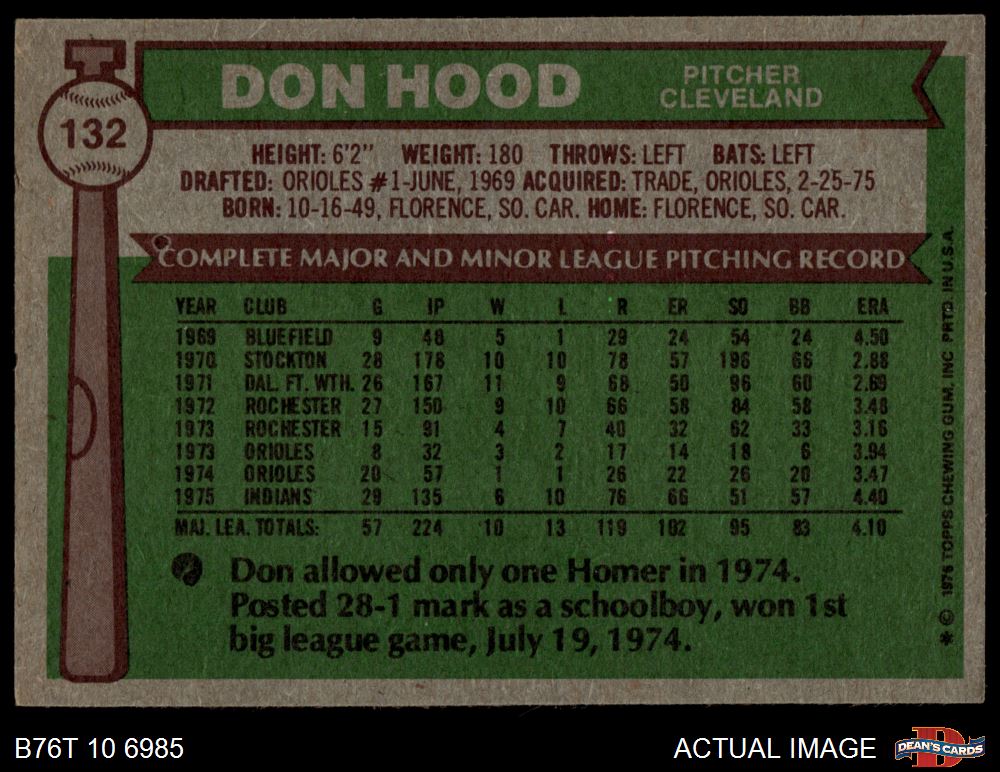 132
DON HOOD
PITCHER
CLEVELAND
HEIGHT: 6'2" WEIGHT: 180 THROWS: LEFT BATS: LEFT
DRAFTED: ORIOLES #1-JUNE, 1969 ACQUIRED: TRADE, ORIOLES, 2-25-75
BORN: 10-16-49, FLORENCE, SO. CAR. HOME: FLORENCE, SO. CAR.
COMPLETE MAJOR AND MINOR LEAGUE PITCHING RECORD
YEAR CLUB G IP W L R ER SO BB ERA
1969 BLUEFIELD 9 48 5 1 29 24 54 24 4.50
1970 STOCKTON 28 178 10 10 78 57 196 66 2.88
1971 DAL. FT. WTH. 26 167 11 9 68 50 96 60 2.69
1972 ROCHESTER 27 150 9 10 66 58 84 58 3.48
1973 ROCHESTER 15 91 4 7 40 32 62 33 3.16
1973 ORIOLES 8 32 3 2 17 14 18 6 3.94
1974 ORIOLES 20 57 1 1 26 22 26 20 3.47
1975 INDIANS 29 135 6 10 76 66 51 57 4.40
MAJ. LEA. TOTALS: 57 224 10 13 119 102 95 83 4.10
Don allowed only one Homer in 1974.
Posted 28-1 mark as a schoolboy, won 1st
big league game, July 19, 1974.
* © 1976 TOPPS CHEWING GUM, INC PRTD. IN U.S.A.
B76T 10 6985
ACTUAL IMAGE
D
DEAN'S CARDS